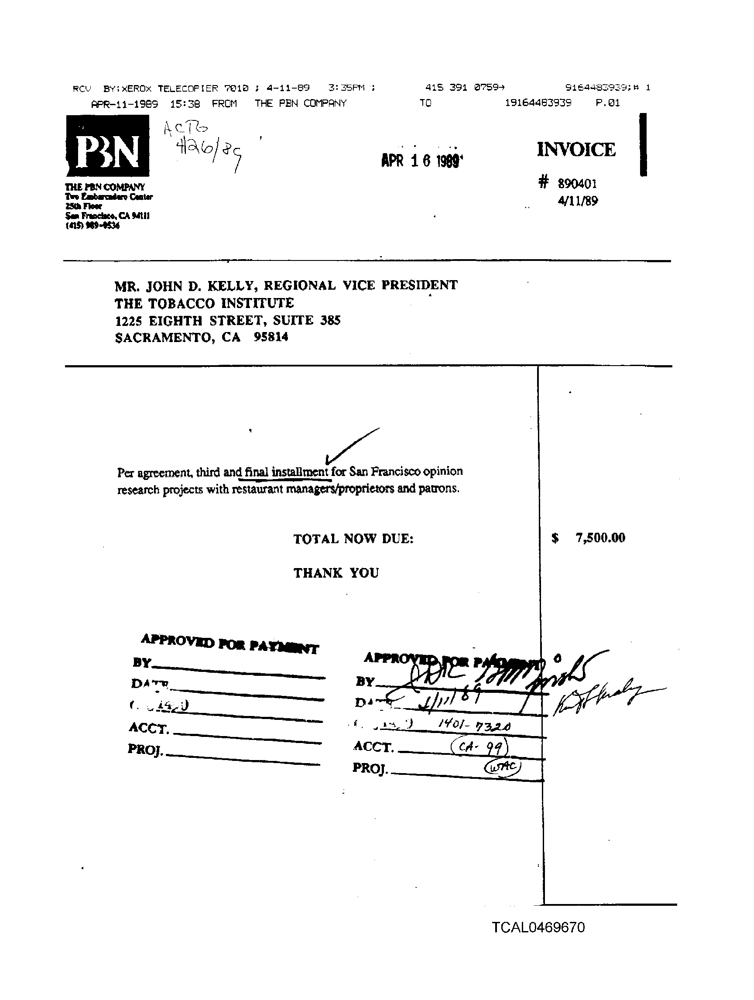 RCV BY:XEROX TELECOPIER 7010 ; 4-11-89 3:35PM ; 415 391 0759→ 9164483939;# 1
APR-11-1989 15:38 FROM THE PBN COMPANY TO 19164483939 P.01
ACTG
4/26/89
PBN
APR 16 1989
INVOICE
# 890401
4/11/89
THE PBN COMPANY
Two Embarcadero Center
25th Floor
San Francisco, CA 94111
(415) 989-0536
MR. JOHN D. KELLY, REGIONAL VICE PRESIDENT
THE TOBACCO INSTITUTE
1225 EIGHTH STREET, SUITE 385
SACRAMENTO, CA 95814
Per agreement, third and final installment for San Francisco opinion
research projects with restaurant managers/proprietors and patrons.
TOTAL NOW DUE: $ 7,500.00
THANK YOU
APPROVED FOR PAYMENT
BY
DATE
ACCT.
PROJ.
APPROVED FOR PAYMENT
BY
DATE 4/11/89
1401-7320
ACCT. CA-99
PROJ. WAC
TCAL0469670